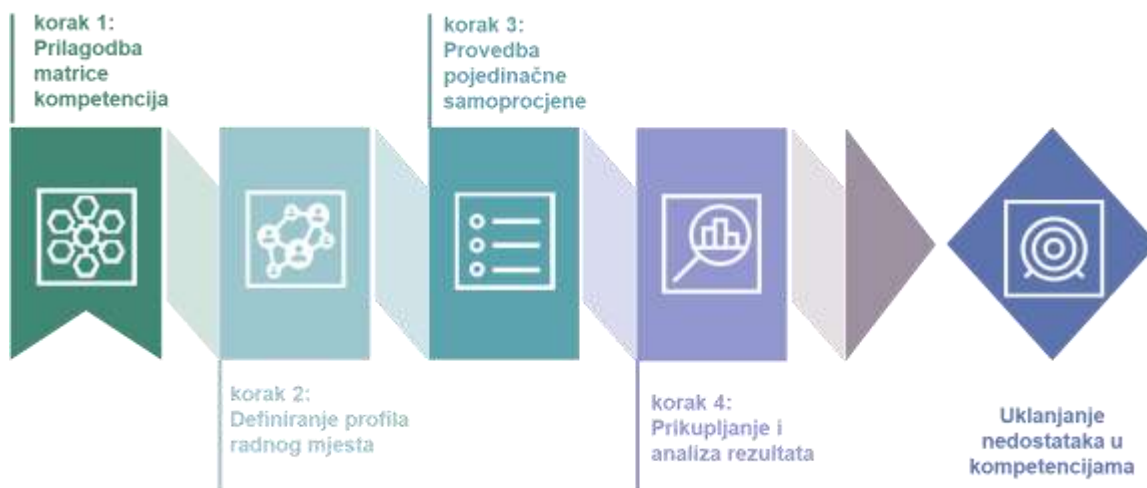 korak 1:
Prilagodba
matrice
kompetencija
korak 2:
Definiranje profila
radnog mjesta
korak 3:
Provedba
pojedinačne
samoprocjene
korak 4:
Prikupljanje i
analiza rezultata
Uklanjanje
nedostataka u
kompetencijama